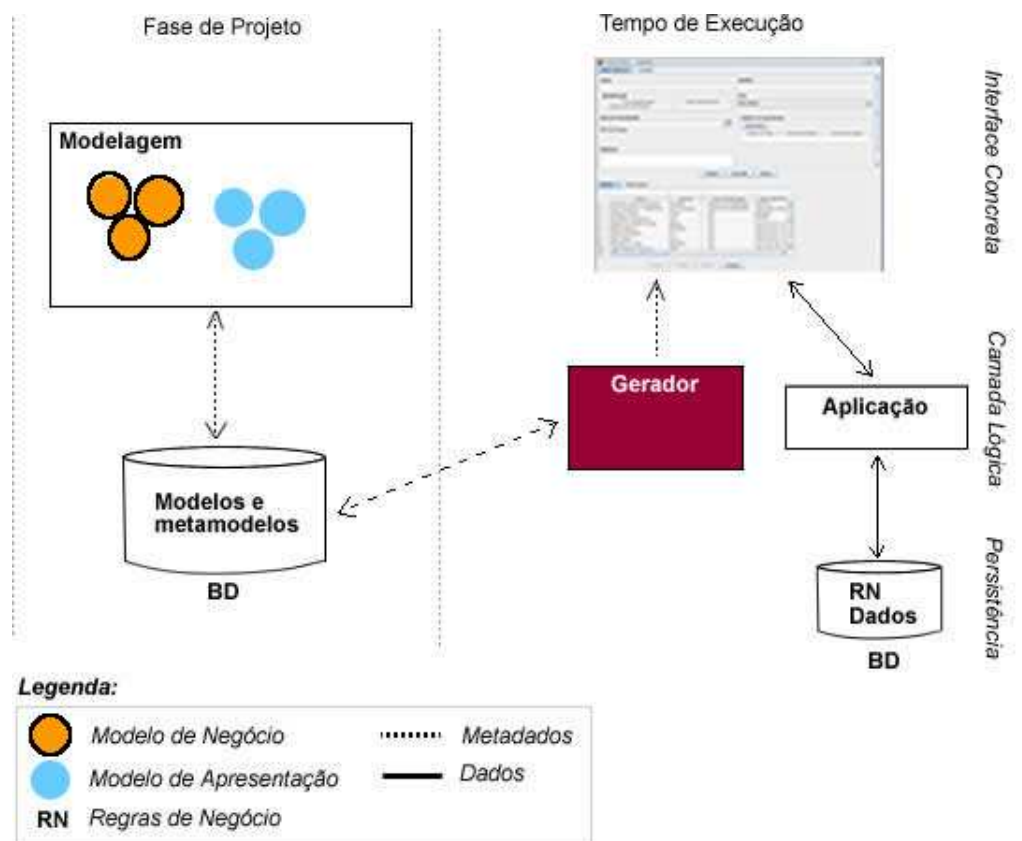 Fase de Projeto
Tempo de Execução
Modelagem
Interface Concreta
Gerador
Aplicação
Camada Lógica
Modelos e
metamodelos
BD
RN
Dados
BD
Persistência
Legenda:
Modelo de Negócio
Metadados
Modelo de Apresentação
Dados
RN Regras de Negócio